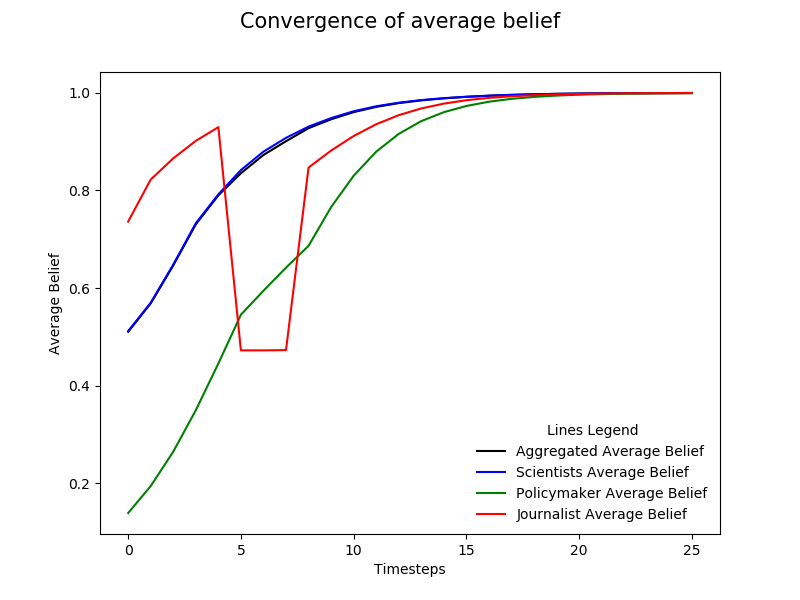 Convergence of average belief
1.0
0.8
0.6
0.4
0.2
Average Belief
Lines Legend
Aggregated Average Belief
Scientists Average Belief
Policymaker Average Belief
Journalist Average Belief
0 5 10 15 20 25
Timesteps